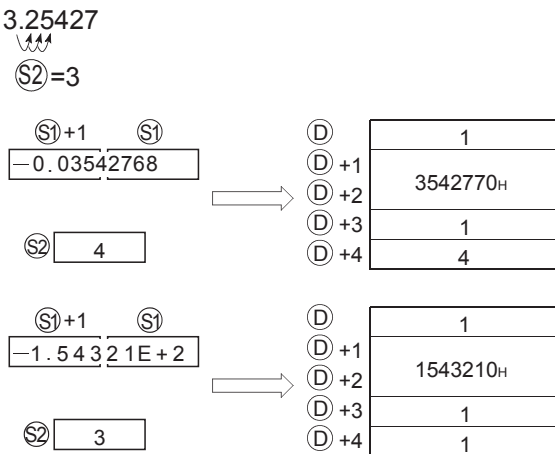 3.25427
S2=3
S1+1 S1
−0.03542768
S2 4
D 1
D +1
D +2 3542770H
D +3 1
D +4 4
S1+1 S1
−1.54321E+2
S2 3
D 1
D +1
D +2 1543210H
D +3 1
D +4 1